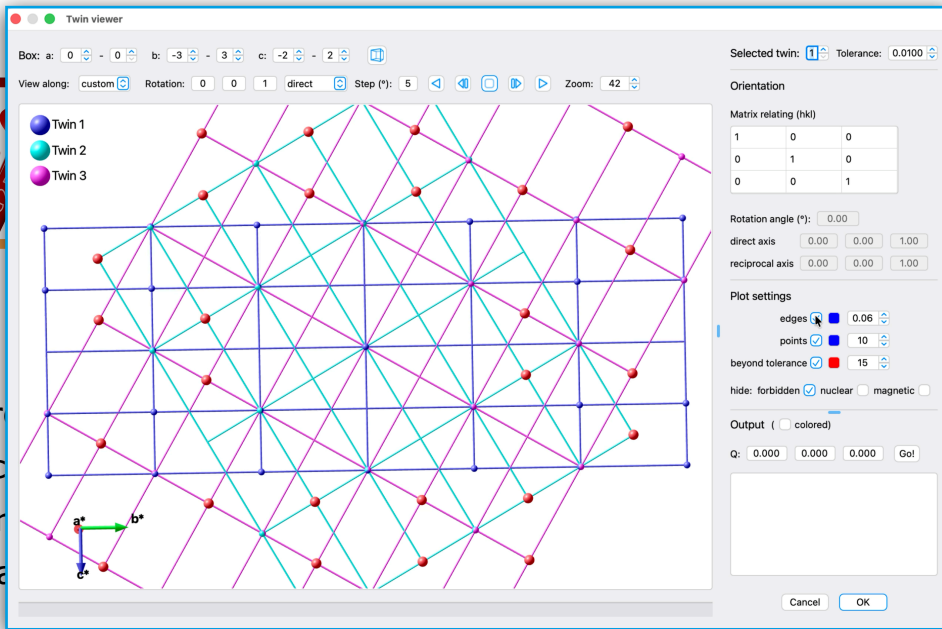 Twin viewer
Box: a: 0 - 0 b: -3 - 3 c: -2 - 2
View along: custom Rotation: 0 0 1 direct Step (°): 5 Zoom: 42
Twin 1
Twin 2
Twin 3
a* b*
c*
Selected twin: 1 Tolerance: 0.0100
Orientation
Matrix relating (hkl)
1 0 0
0 1 0
0 0 1
Rotation angle (°): 0.00
direct axis 0.00 0.00 1.00
reciprocal axis 0.00 0.00 1.00
Plot settings
edges 0.06
points 10
beyond tolerance 15
hide: forbidden nuclear magnetic
Output ( colored)
Q: 0.000 0.000 0.000 Go!
Cancel OK